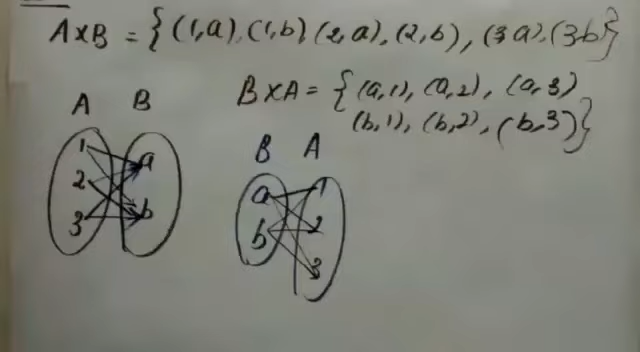 A×B = {(1,a), (1,b) (2,a), (2,b), (3 a), (3 b)}
B×A = {(a,1), (a,2), (a,3)
(b,1), (b,2), (b,3)}
A B
1 a
2 b
3
B A
a 1
b 2
3